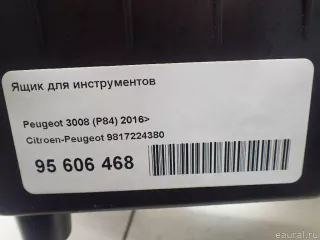 Ящик для инструментов
Peugeot 3008 (P84) 2016>
Citroen-Peugeot 9817224380
95 606 468
eaural.ru